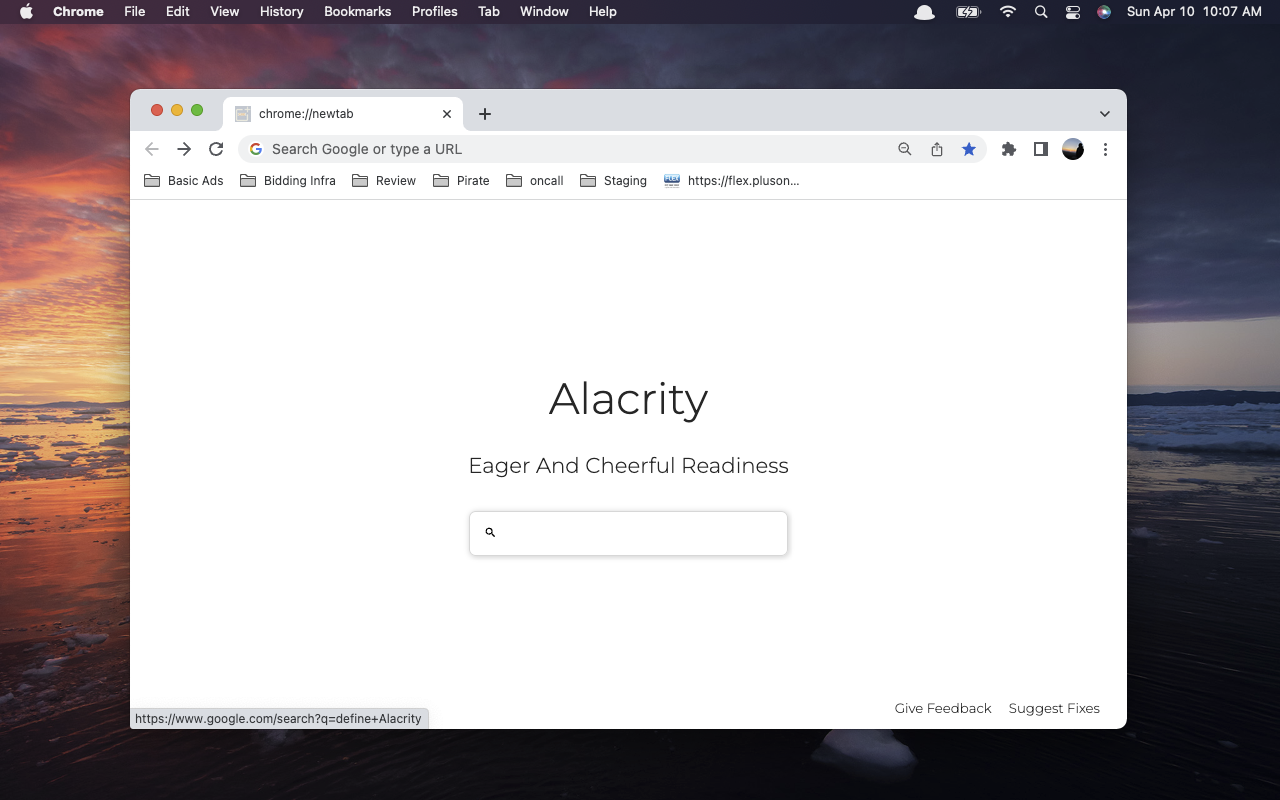 Chrome File Edit View History Bookmarks Profiles Tab Window Help Sun Apr 10 10:07 AM
chrome://newtab
Search Google or type a URL
Basic Ads Bidding Infra Review Pirate oncall Staging https://flex.pluson...
Alacrity
Eager And Cheerful Readiness
Give Feedback Suggest Fixes
https://www.google.com/search?q=define+Alacrity